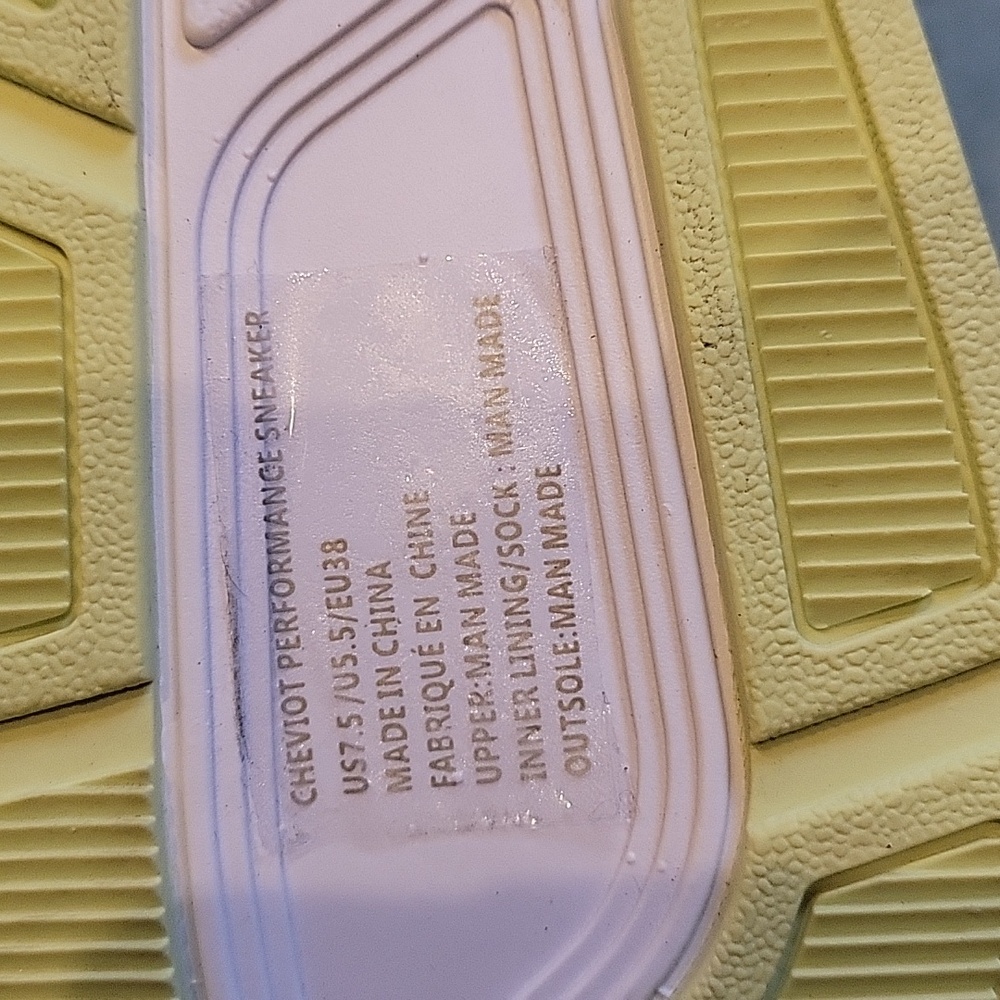 CHEVIOT PERFORMANCE SNEAKER
US7.5 /U5.5/EU38
MADE IN CHINA
FABRIQUÉ EN CHINE
UPPER:MAN MADE
INNER LINING/SOCK : MAN MADE
OUTSOLE:MAN MADE